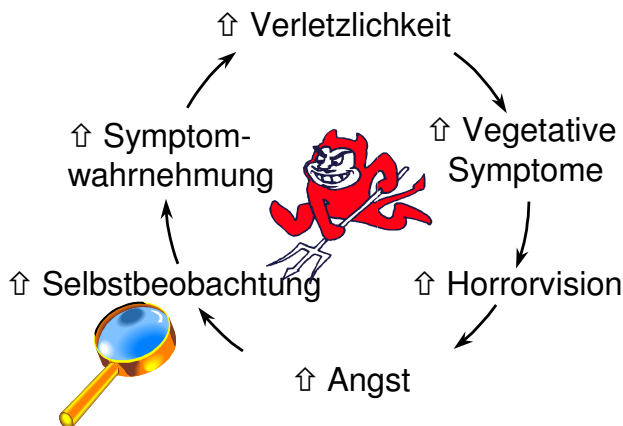 ⇧ Verletzlichkeit
⇧ Vegetative
Symptome
⇧ Horrorvision
⇧ Angst
⇧ Selbstbeobachtung
⇧ Symptom-
wahrnehmung